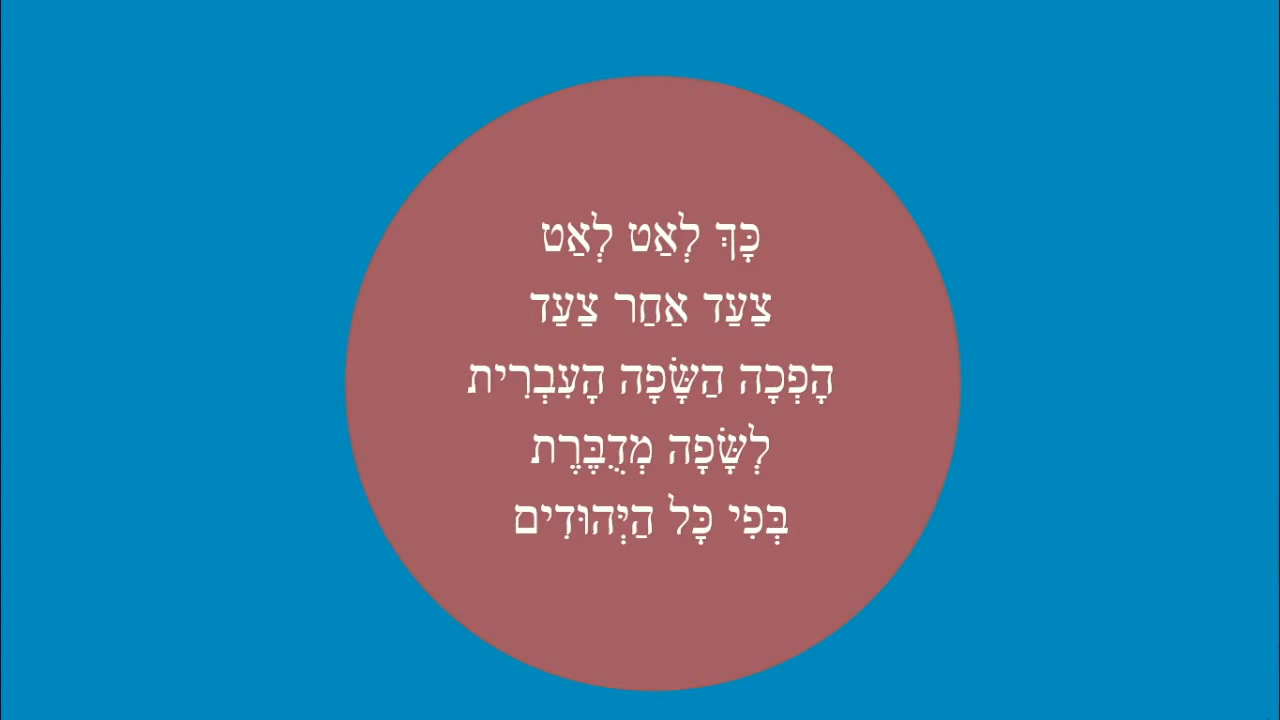 כָּךְ לְאַט לְאַט
צַעַד אַחַר צַעַד
הָפְכָה הַשָּׂפָה הָעִבְרִית
לְשָּׂפָה מְדֻבֶּרֶת
בְּפִי כָּל הַיְּהוּדִים